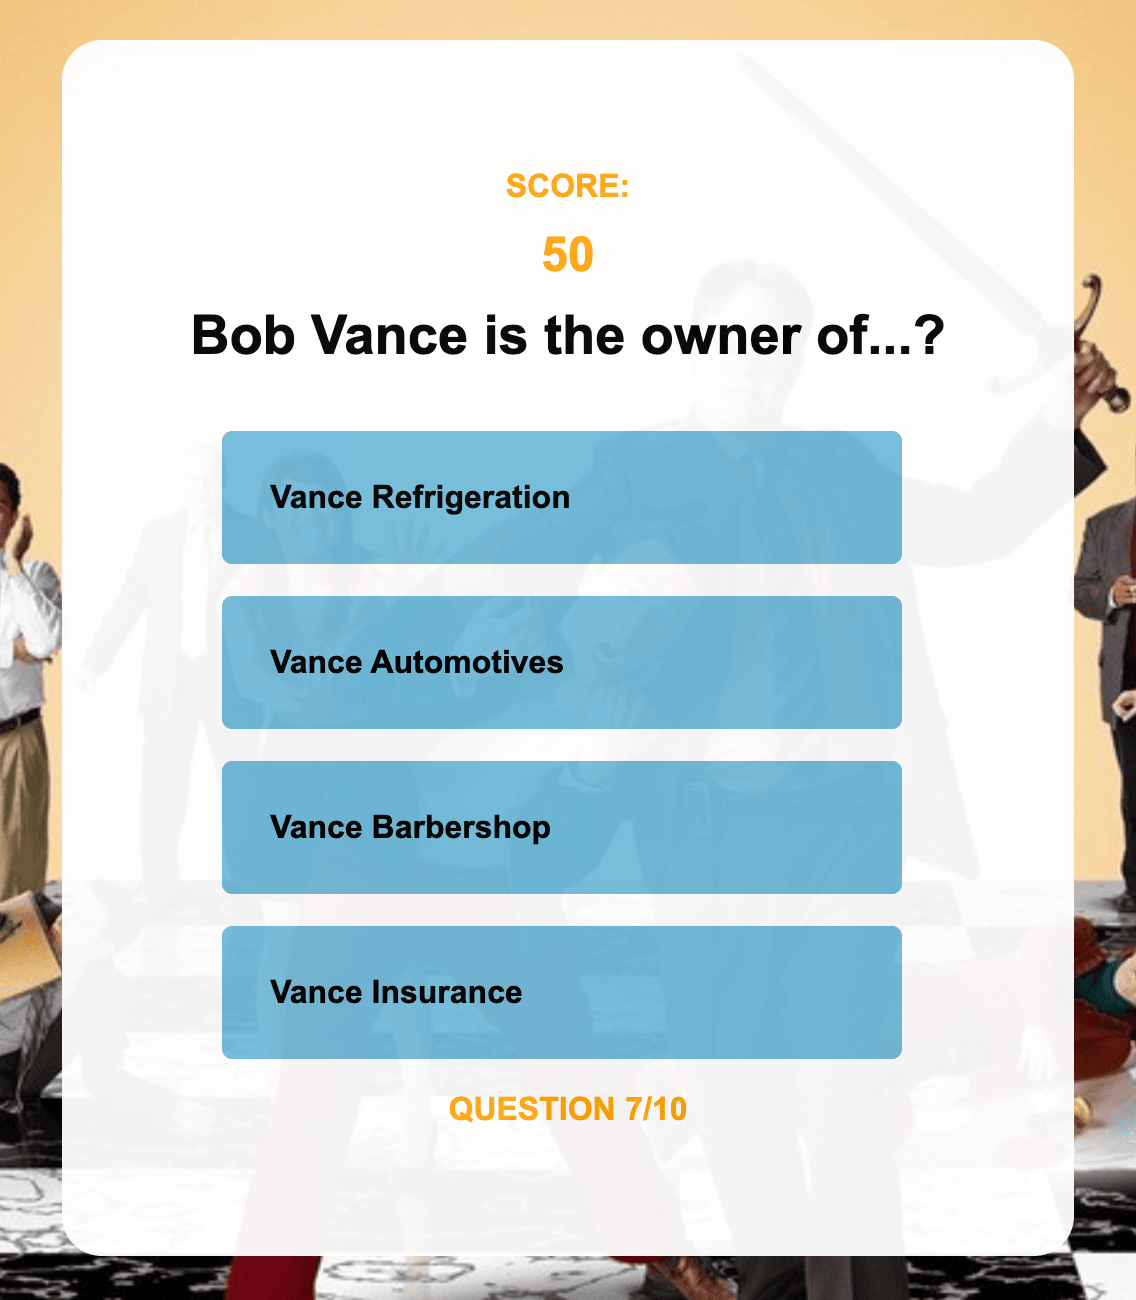 SCORE:
50
Bob Vance is the owner of...?
Vance Refrigeration
Vance Automotives
Vance Barbershop
Vance Insurance
QUESTION 7/10